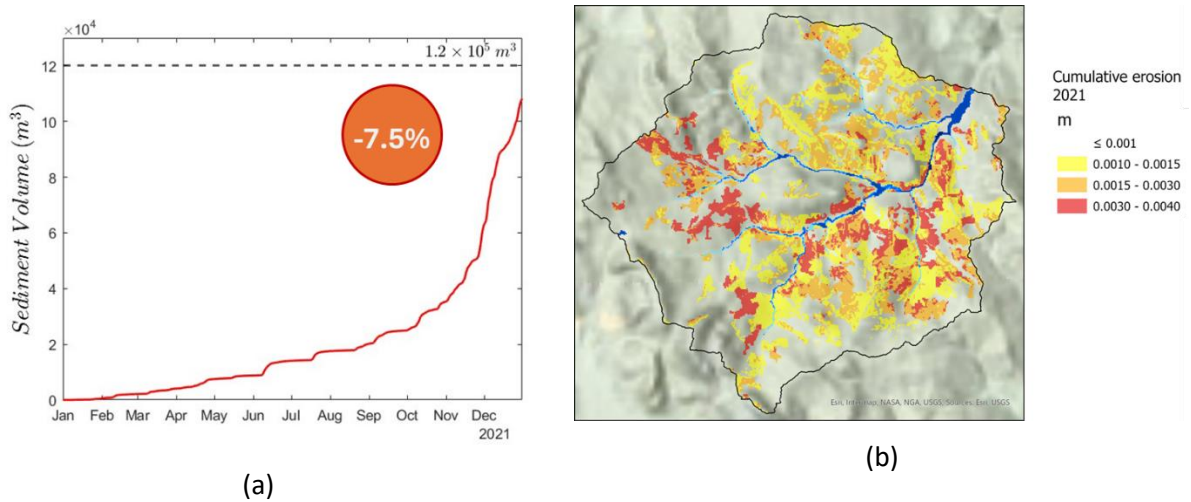 ×10⁴
1.2 × 10⁵ m³
12
10
8
6
4
2
0
Sediment Volume (m³)
-7.5%
Jan Feb Mar Apr May Jun Jul Aug Sep Oct Nov Dec
2021
(a)
Esri, Intermap, NASA, NGA, USGS; Sources: Esri, USGS
(b)
Cumulative erosion
2021
m
≤ 0.001
0.0010 - 0.0015
0.0015 - 0.0030
0.0030 - 0.0040